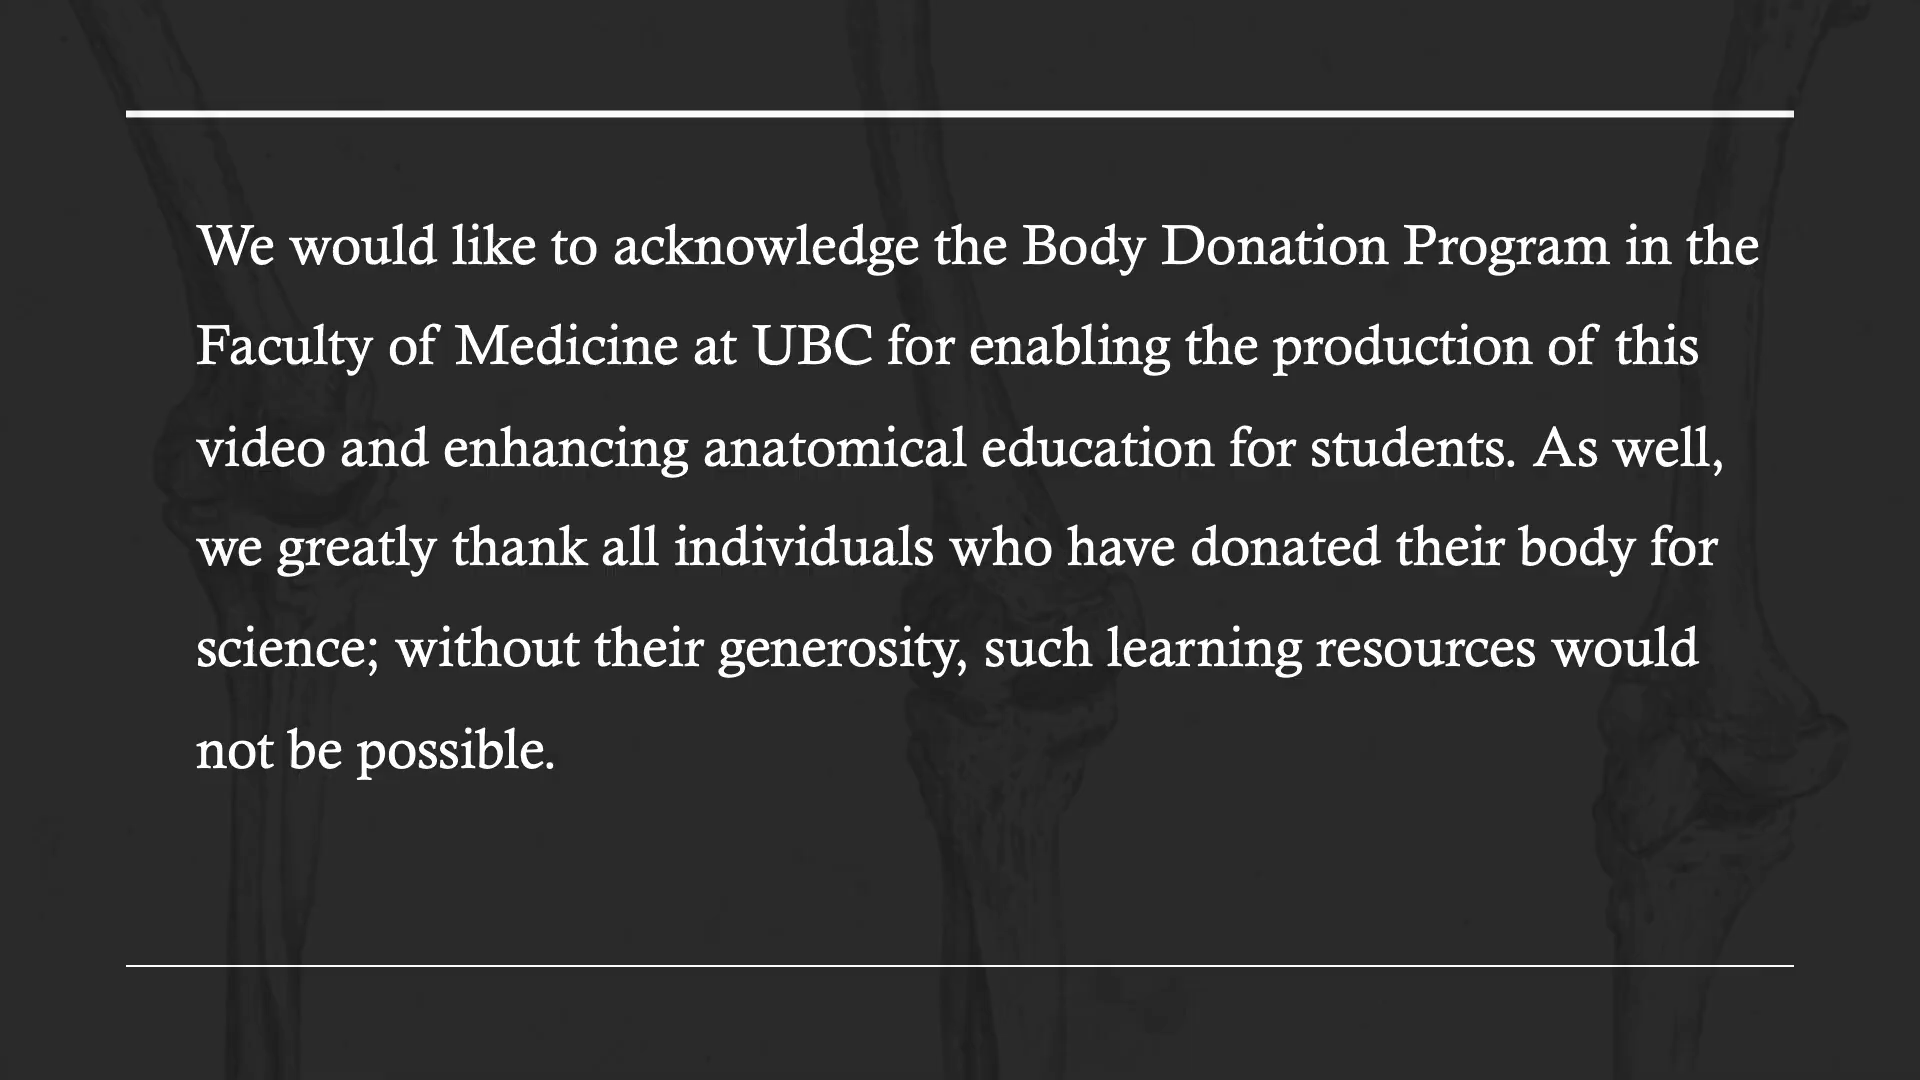 We would like to acknowledge the Body Donation Program in the
Faculty of Medicine at UBC for enabling the production of this
video and enhancing anatomical education for students. As well,
we greatly thank all individuals who have donated their body for
science; without their generosity, such learning resources would
not be possible.